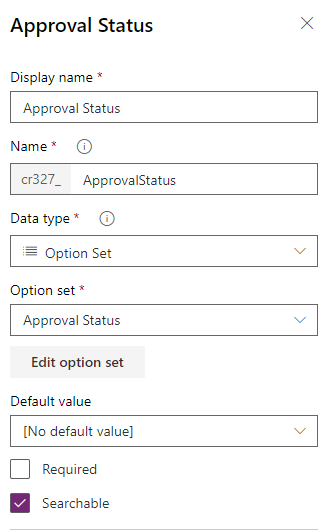 Approval Status
Display name *
Approval Status
Name *
cr327_ ApprovalStatus
Data type *
Option Set
Option set *
Approval Status
Edit option set
Default value
[No default value]
Required
Searchable